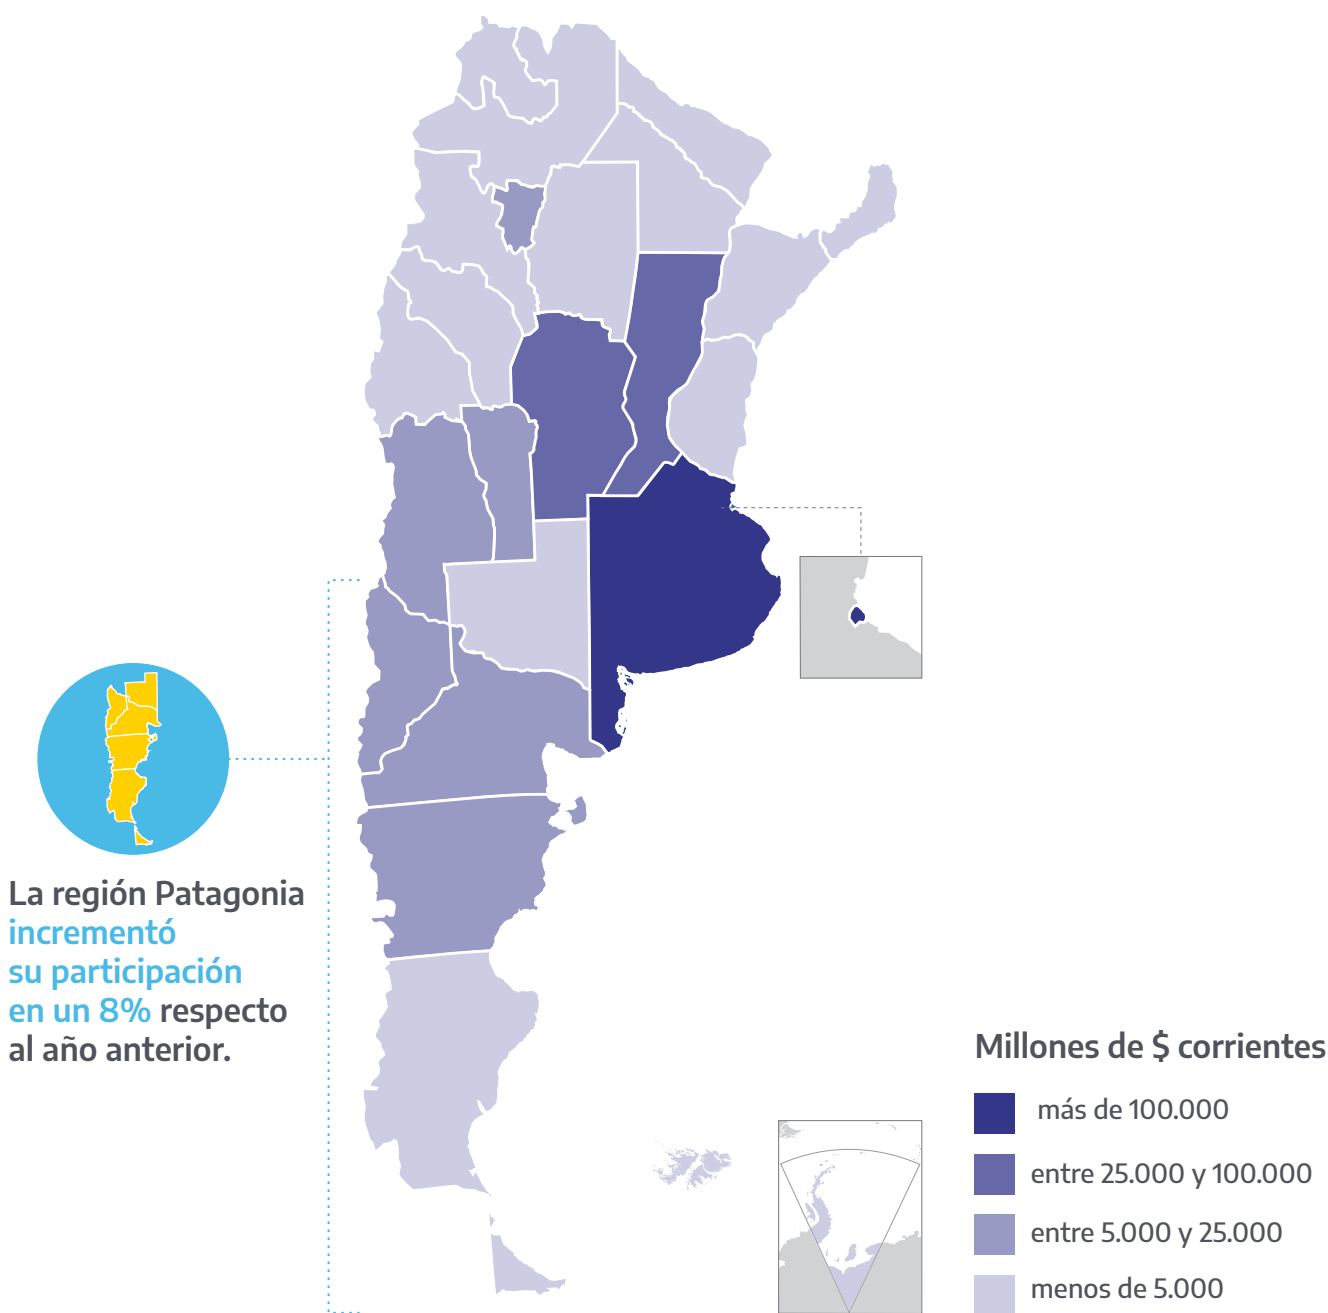 La región Patagonia
incrementó
su participación
en un 8% respecto
al año anterior.
Millones de $ corrientes
más de 100.000
entre 25.000 y 100.000
entre 5.000 y 25.000
menos de 5.000